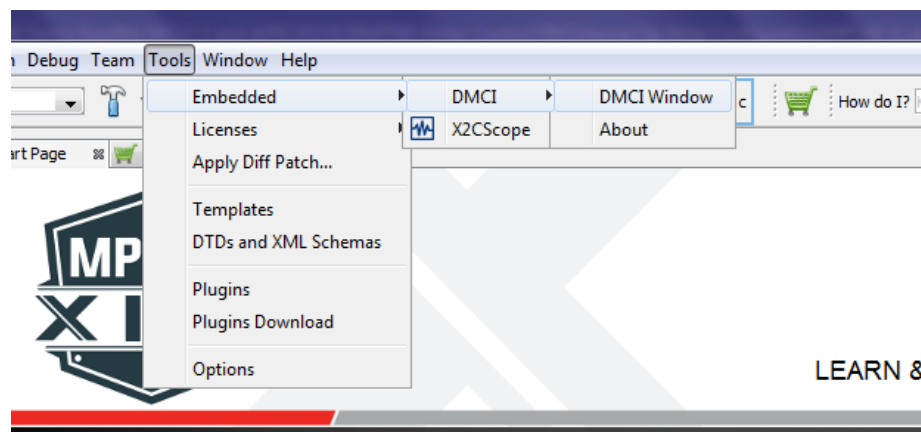 Debug Team Tools Window Help
Embedded DMCI DMCI Window c How do I?
Licenses X2CScope About
art Page
Apply Diff Patch...
Templates
MP
DTDs and XML Schemas
Plugins
XI
Plugins Download
Options
LEARN &